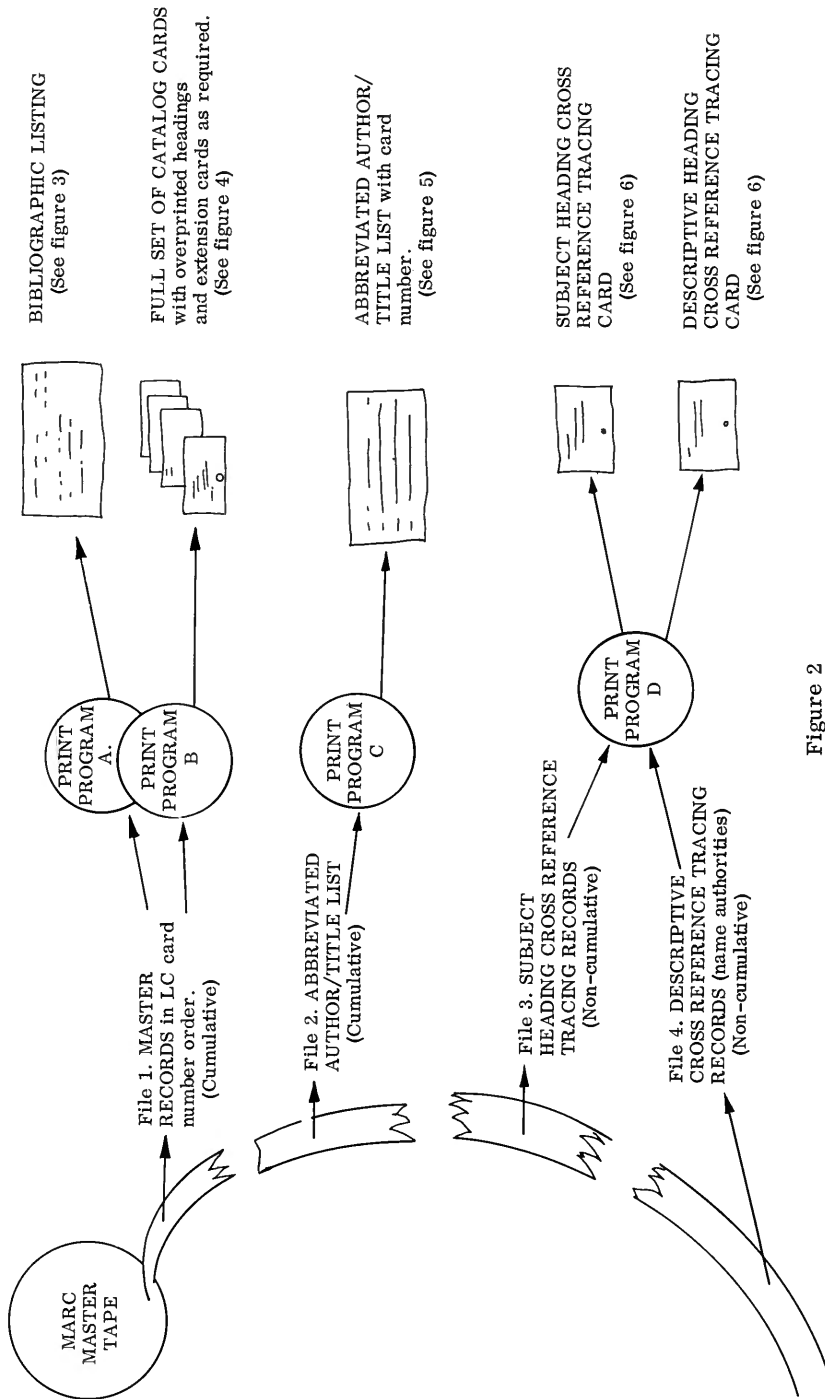 MARC
MASTER
TAPE
File 1. MASTER
RECORDS in LC card
number order.
(Cumulative)
PRINT
PROGRAM
A.
PRINT
PROGRAM
B
BIBLIOGRAPHIC LISTING
(See figure 3)
FULL SET OF CATALOG CARDS
with overprinted headings
and extension cards as required.
(See figure 4)
File 2. ABBREVIATED
AUTHOR/TITLE LIST
(Cumulative)
PRINT
PROGRAM
C
ABBREVIATED AUTHOR/
TITLE LIST with card
number.
(See figure 5)
File 3. SUBJECT
HEADING CROSS REFERENCE
TRACING RECORDS
(Non-cumulative)
File 4. DESCRIPTIVE
CROSS REFERENCE TRACING
RECORDS (name authorities)
(Non-cumulative)
PRINT
PROGRAM
D
SUBJECT HEADING CROSS
REFERENCE TRACING
CARD
(See figure 6)
DESCRIPTIVE HEADING
CROSS REFERENCE TRACING
CARD
(See figure 6)
Figure 2